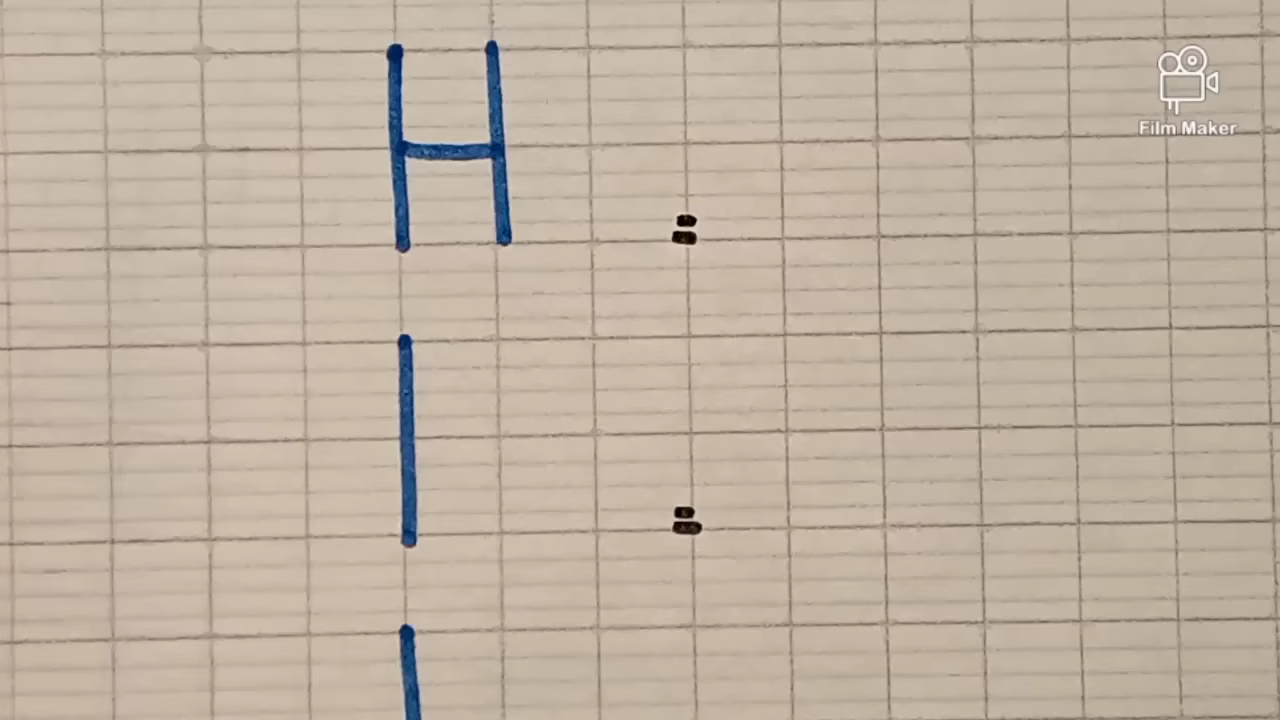 H =
I =
Film Maker